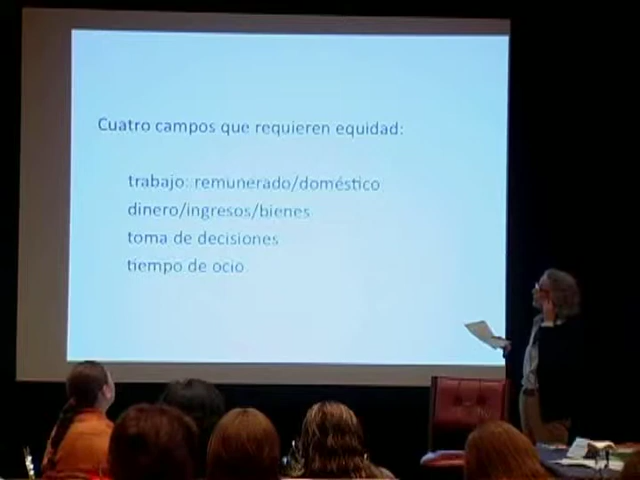 Cuatro campos que requieren equidad:
trabajo: remunerado/doméstico
dinero/ingresos/bienes
toma de decisiones
tiempo de ocio